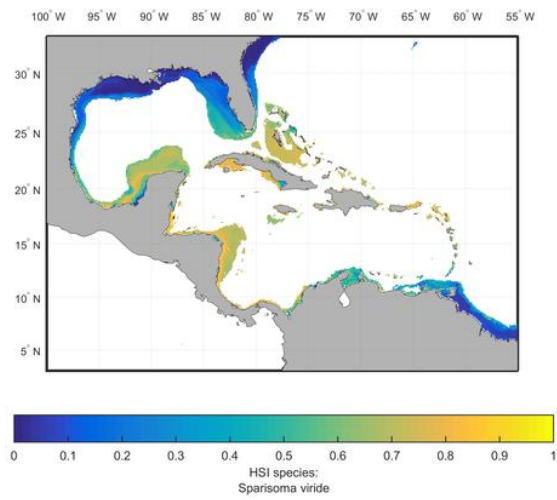 100° W 95° W 90° W 85° W 80° W 75° W 70° W 65° W 60° W 55° W
30° N
25° N
20° N
15° N
10° N
5° N
0 0.1 0.2 0.3 0.4 0.5 0.6 0.7 0.8 0.9 1
HSI species:
Sparisoma viride